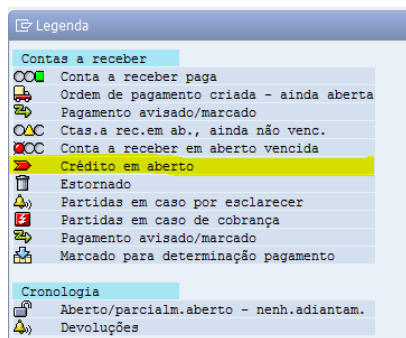 Legenda
Contas a receber
Conta a receber paga
Ordem de pagamento criada - ainda aberta
Pagamento avisado/marcado
Ctas.a rec.em ab., ainda não venc.
Conta a receber em aberto vencida
Crédito em aberto
Estornado
Partidas em caso por esclarecer
Partidas em caso de cobrança
Pagamento avisado/marcado
Marcado para determinação pagamento
Cronologia
Aberto/parcialm.aberto - nenh.adiantam.
Devoluções